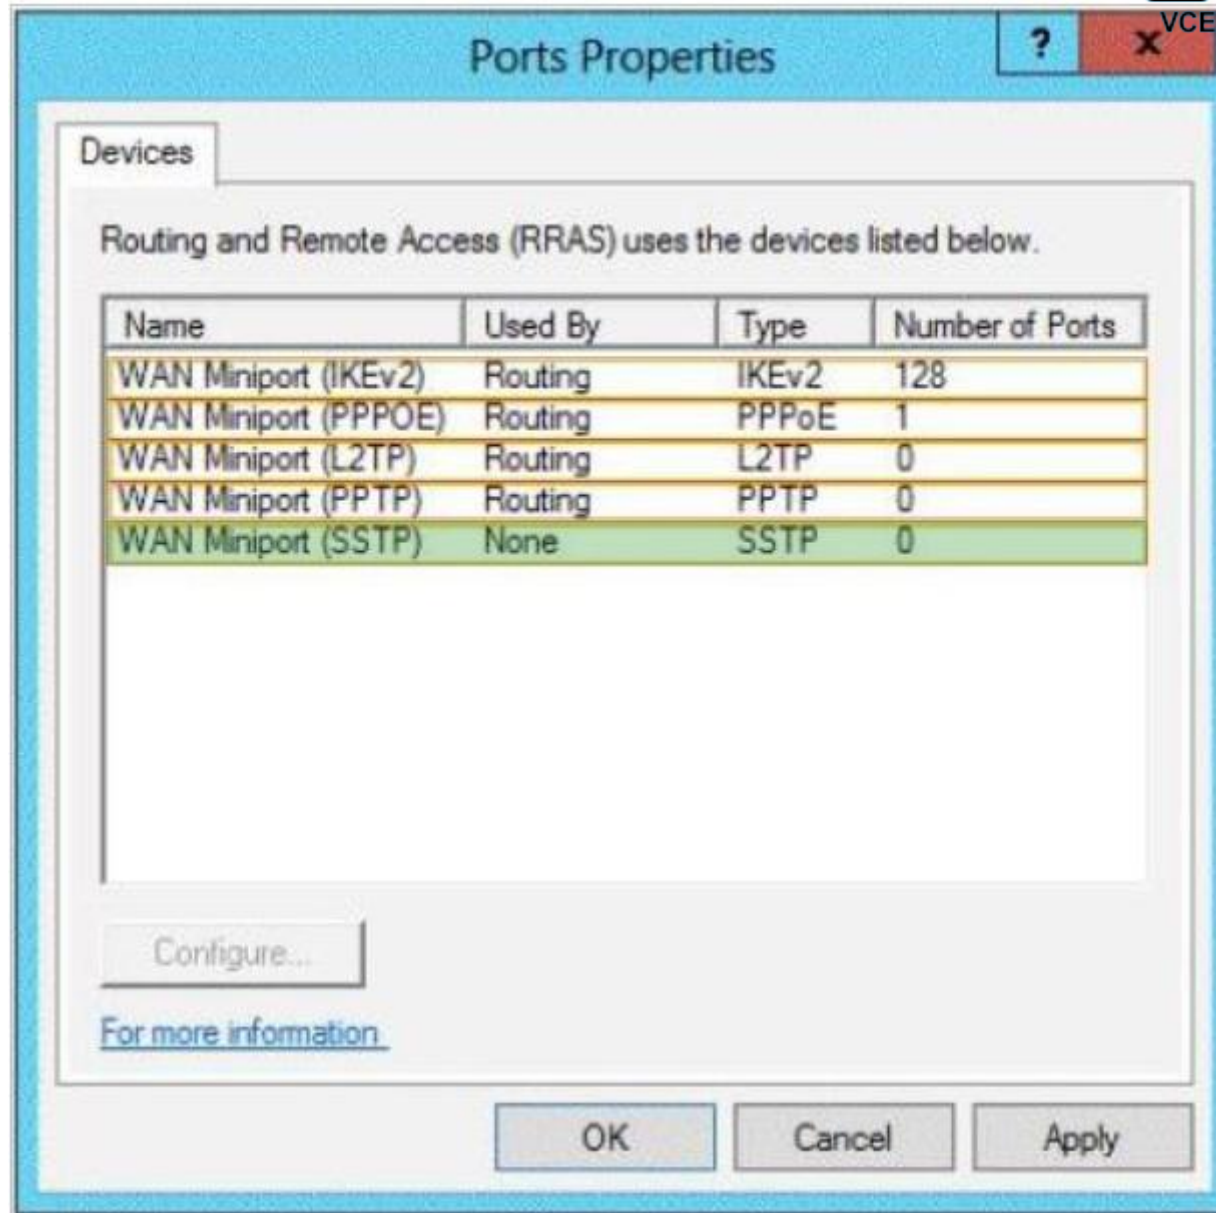 VCE
Ports Properties ? x
Devices
Routing and Remote Access (RRAS) uses the devices listed below.
Name Used By Type Number of Ports
WAN Miniport (IKEv2) Routing IKEv2 128
WAN Miniport (PPPOE) Routing PPPoE 1
WAN Miniport (L2TP) Routing L2TP 0
WAN Miniport (PPTP) Routing PPTP 0
WAN Miniport (SSTP) None SSTP 0
Configure...
For more information
OK Cancel Apply